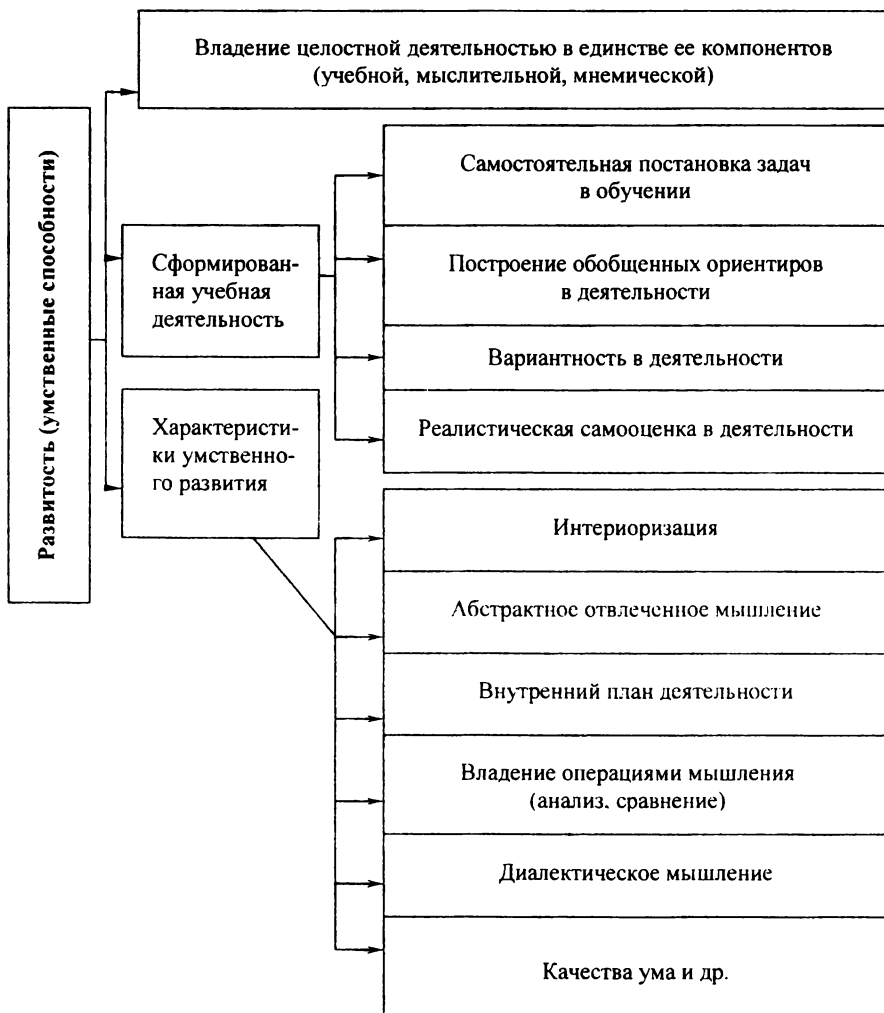 Владение целостной деятельностью в единстве ее компонентов
(учебной, мыслительной, мнемической)
Развитость (умственные способности)
Сформирован-
ная учебная
деятельность
Самостоятельная постановка задач
в обучении
Построение обобщенных ориентиров
в деятельности
Вариантность в деятельности
Реалистическая самооценка в деятельности
Характеристи-
ки умственно-
го развития
Интериоризация
Абстрактное отвлеченное мышление
Внутренний план деятельности
Владение операциями мышления
(анализ, сравнение)
Диалектическое мышление
Качества ума и др.